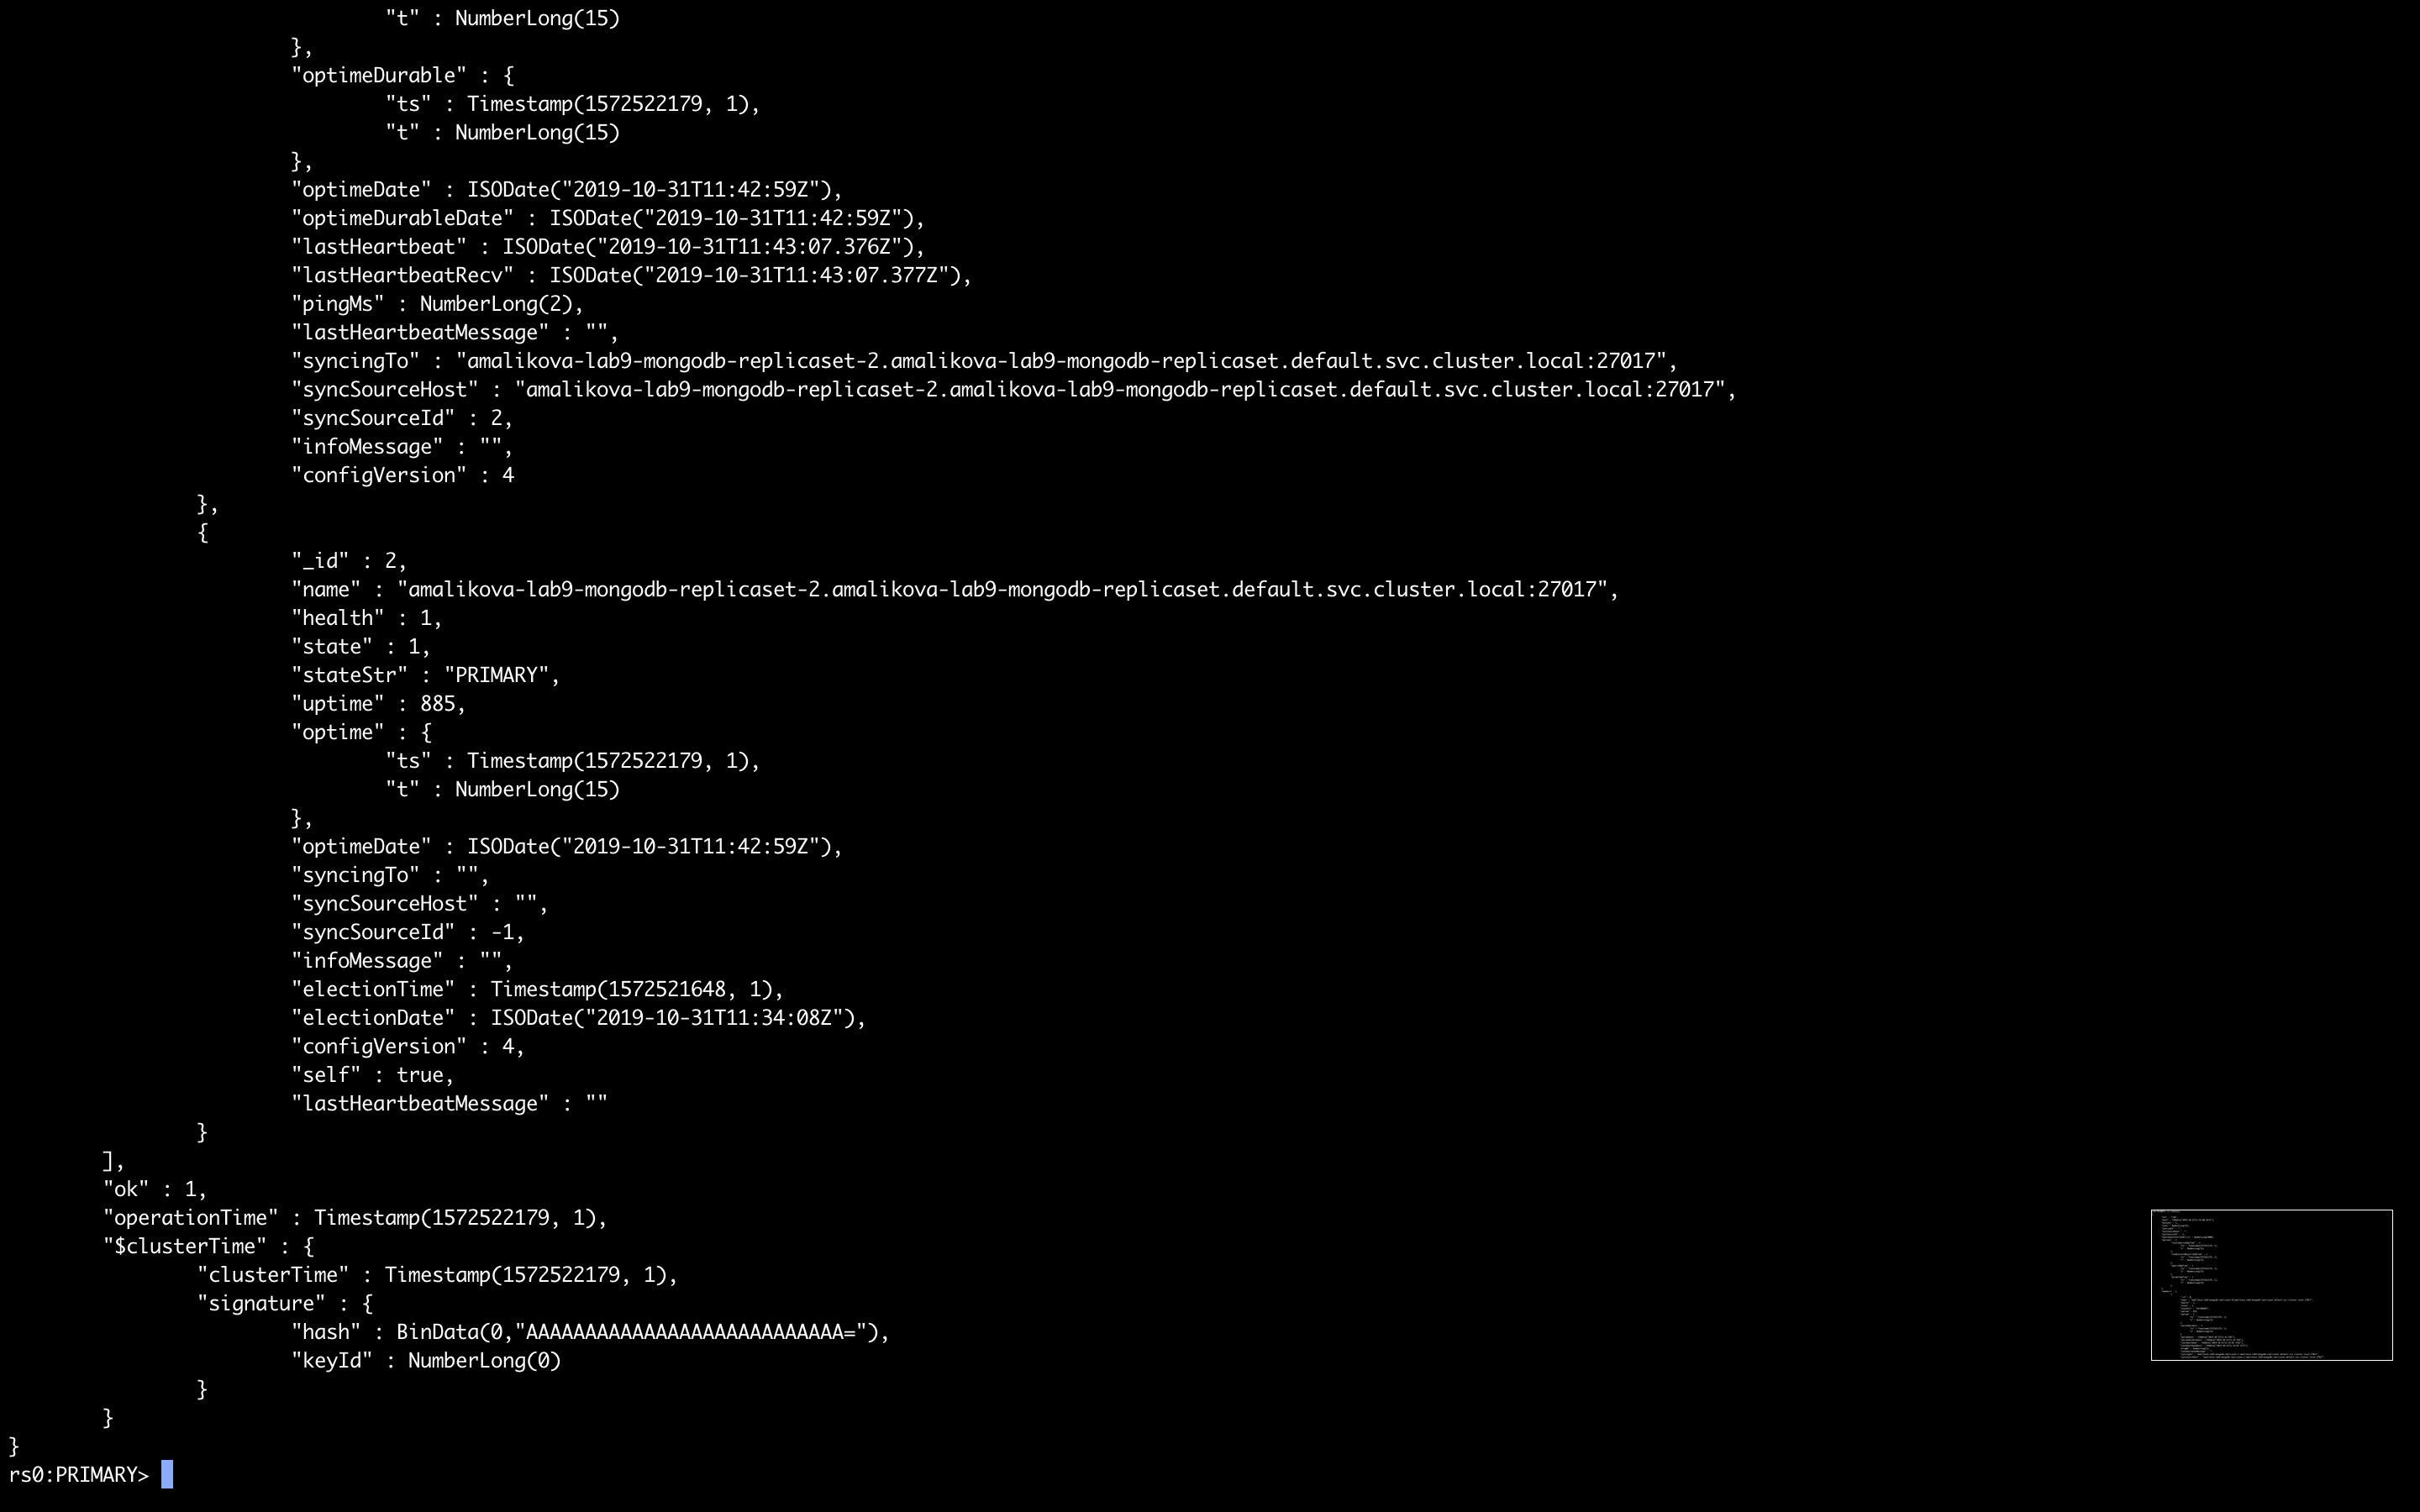 "t" : NumberLong(15)
},
"optimeDurable" : {
"ts" : Timestamp(1572522179, 1),
"t" : NumberLong(15)
},
"optimeDate" : ISODate("2019-10-31T11:42:59Z"),
"optimeDurableDate" : ISODate("2019-10-31T11:42:59Z"),
"lastHeartbeat" : ISODate("2019-10-31T11:43:07.376Z"),
"lastHeartbeatRecv" : ISODate("2019-10-31T11:43:07.377Z"),
"pingMs" : NumberLong(2),
"lastHeartbeatMessage" : "",
"syncingTo" : "amalikova-lab9-mongodb-replicaset-2.amalikova-lab9-mongodb-replicaset.default.svc.cluster.local:27017",
"syncSourceHost" : "amalikova-lab9-mongodb-replicaset-2.amalikova-lab9-mongodb-replicaset.default.svc.cluster.local:27017",
"syncSourceId" : 2,
"infoMessage" : "",
"configVersion" : 4
},
{
"_id" : 2,
"name" : "amalikova-lab9-mongodb-replicaset-2.amalikova-lab9-mongodb-replicaset.default.svc.cluster.local:27017",
"health" : 1,
"state" : 1,
"stateStr" : "PRIMARY",
"uptime" : 885,
"optime" : {
"ts" : Timestamp(1572522179, 1),
"t" : NumberLong(15)
},
"optimeDate" : ISODate("2019-10-31T11:42:59Z"),
"syncingTo" : "",
"syncSourceHost" : "",
"syncSourceId" : -1,
"infoMessage" : "",
"electionTime" : Timestamp(1572521648, 1),
"electionDate" : ISODate("2019-10-31T11:34:08Z"),
"configVersion" : 4,
"self" : true,
"lastHeartbeatMessage" : ""
}
],
"ok" : 1,
"operationTime" : Timestamp(1572522179, 1),
"$clusterTime" : {
"clusterTime" : Timestamp(1572522179, 1),
"signature" : {
"hash" : BinData(0,"AAAAAAAAAAAAAAAAAAAAAAAAAAA="),
"keyId" : NumberLong(0)
}
}
}
rs0:PRIMARY>